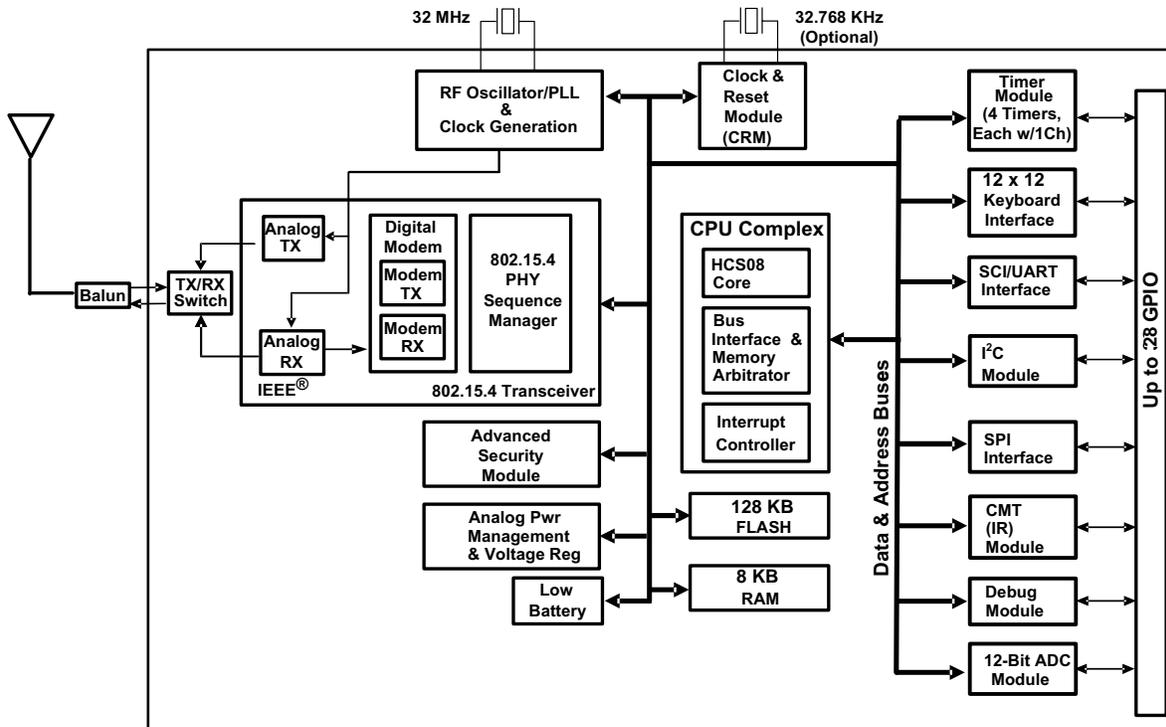 32 MHz
32.768 KHz
(Optional)
RF Oscillator/PLL
&
Clock Generation
Clock &
Reset
Module
(CRM)
Timer
Module
(4 Timers,
Each w/1Ch)
12 x 12
Keyboard
Interface
SCI/UART
Interface
I²C
Module
SPI
Interface
CMT
(IR)
Module
Debug
Module
12-Bit ADC
Module
Up to 28 GPIO
Data & Address Buses
CPU Complex
HCS08
Core
Bus
Interface &
Memory
Arbitrator
Interrupt
Controller
Balun
TX/RX
Switch
Analog
TX
Analog
RX
Digital
Modem
Modem
TX
Modem
RX
802.15.4
PHY
Sequence
Manager
IEEE®
802.15.4 Transceiver
Advanced
Security
Module
Analog Pwr
Management
& Voltage Reg
Low
Battery
128 KB
FLASH
8 KB
RAM